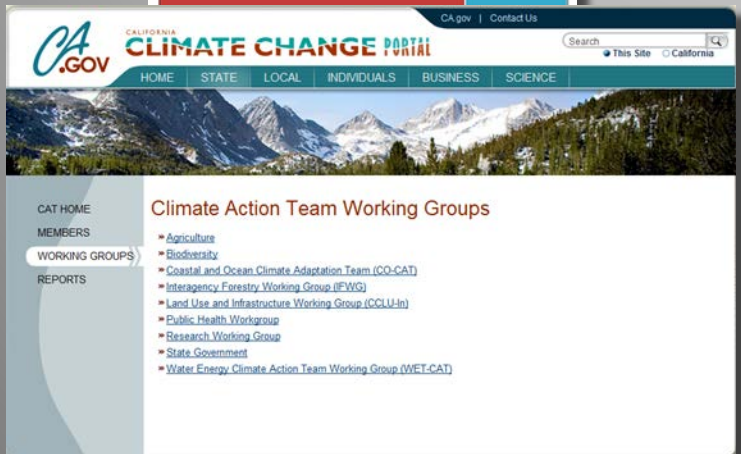 CA.gov | Contact Us
CA.GOV
CALIFORNIA
CLIMATE CHANGE PORTAL
Search
This Site California
HOME STATE LOCAL INDIVIDUALS BUSINESS SCIENCE
CAT HOME
MEMBERS
WORKING GROUPS
REPORTS
Climate Action Team Working Groups
Agriculture
Biodiversity
Coastal and Ocean Climate Adaptation Team (CO-CAT)
Interagency Forestry Working Group (IFWG)
Land Use and Infrastructure Working Group (CCLU-In)
Public Health Workgroup
Research Working Group
State Government
Water Energy Climate Action Team Working Group (WET-CAT)